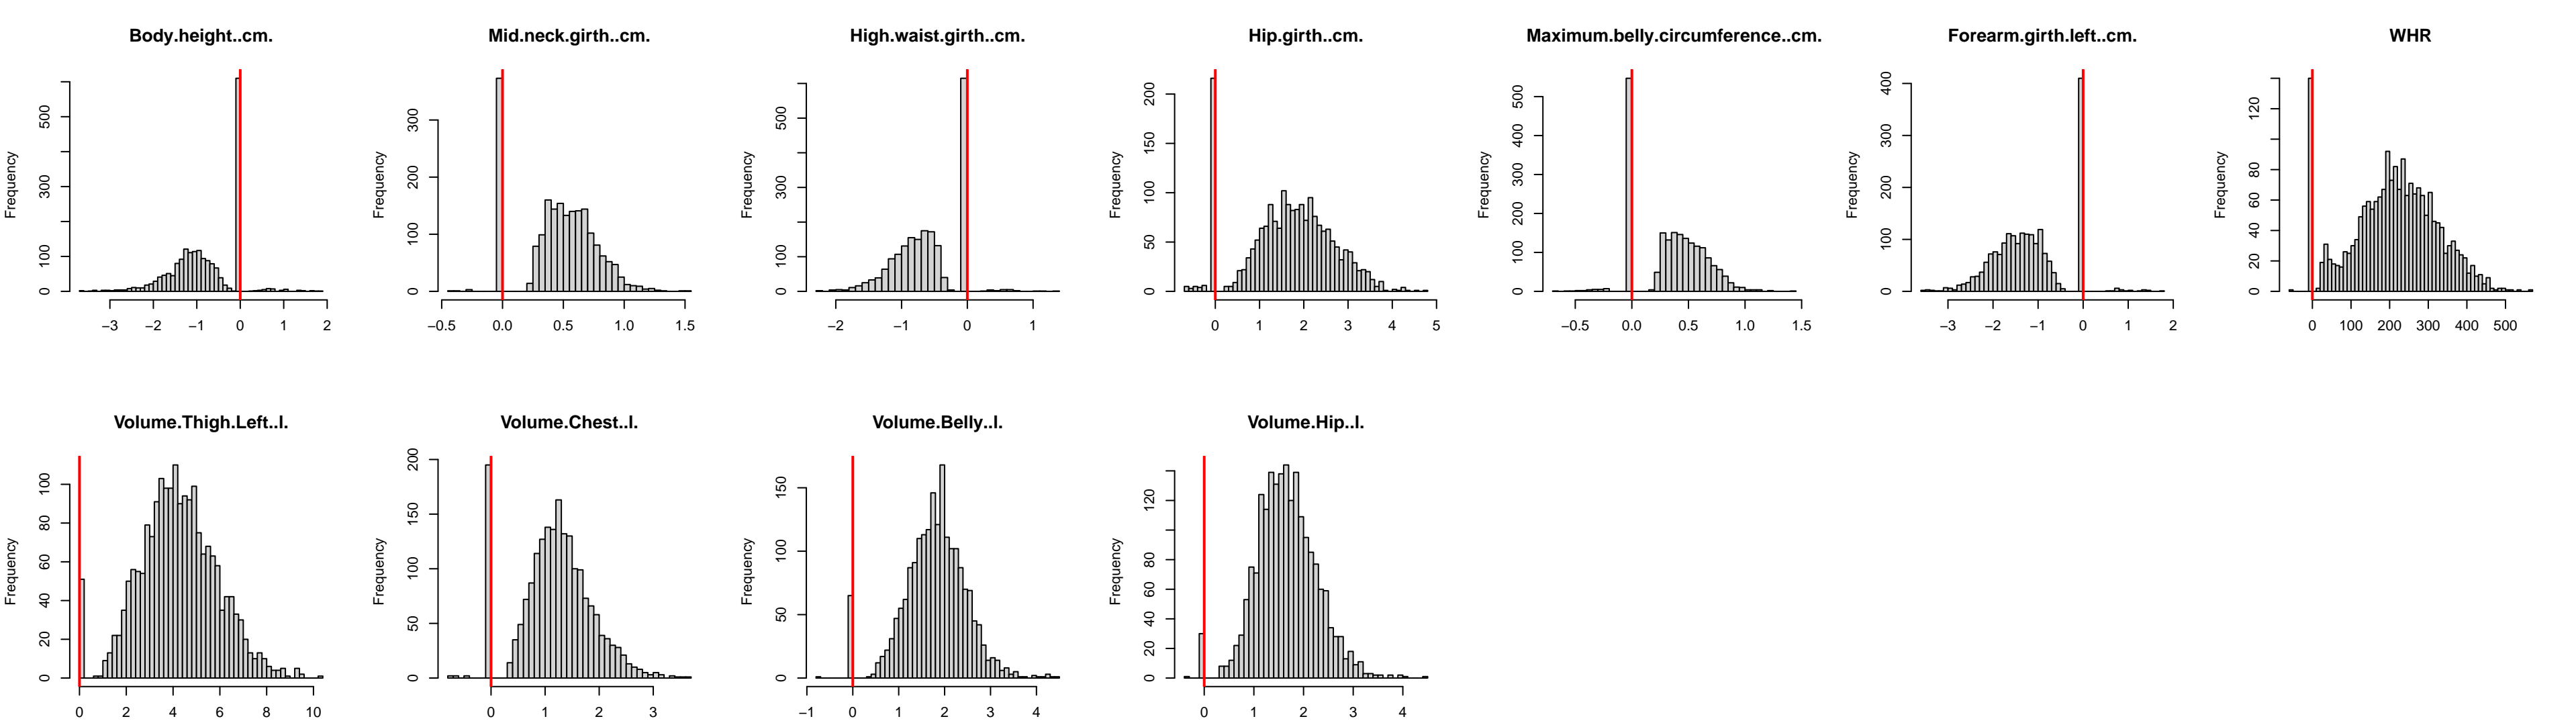 Body.height..cm.
Frequency
0 100 300 500
−3 −2 −1 0 1 2
Mid.neck.girth..cm.
Frequency
0 100 200 300
−0.5 0.0 0.5 1.0 1.5
High.waist.girth..cm.
Frequency
0 100 300 500
−2 −1 0 1
Hip.girth..cm.
Frequency
0 50 100 150 200
0 1 2 3 4 5
Maximum.belly.circumference..cm.
Frequency
0 100 200 300 400 500
−0.5 0.0 0.5 1.0 1.5
Forearm.girth.left..cm.
Frequency
0 100 200 300 400
−3 −2 −1 0 1 2
WHR
Frequency
0 20 40 60 80 120
0 100 200 300 400 500
Volume.Thigh.Left..l.
Frequency
0 20 40 60 80 100
0 2 4 6 8 10
Volume.Chest..l.
Frequency
0 50 100 150 200
0 1 2 3
Volume.Belly..l.
Frequency
0 50 100 150
−1 0 1 2 3 4
Volume.Hip..l.
Frequency
0 20 40 60 80 120
0 1 2 3 4